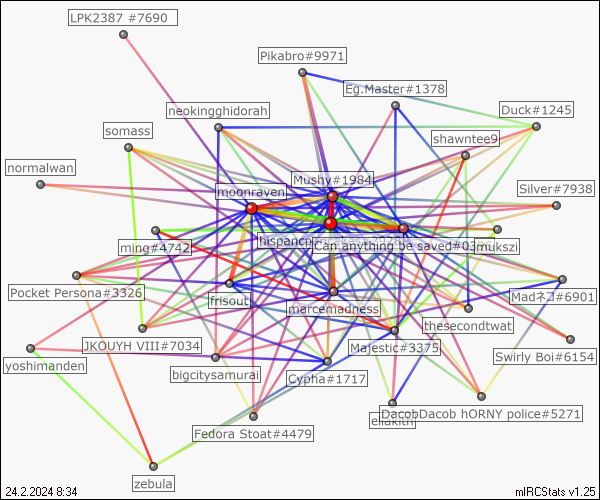 LPK2387 #7690
Pikabro#9971
Eg.Master#1378
neokingghidorah
Duck#1245
somass
shawntee9
normalwan
Mushy#1984
moonraven
Silver#7938
hispanc
Can anything be saved#03
mukszi
ming#4742
Pocket Persona#3326
frisout
Madネコ#6901
marcemadness
thesecondtwat
JKOUYH VIII#7034
Majestic#3375
Swirly Boi#6154
yoshimanden
bigcitysamurai
Cypha#1717
DacobDacob hORNY police#5271
Fedora Stoat#4479
zebula
24.2.2024 8:34
mIRCStats v1.25